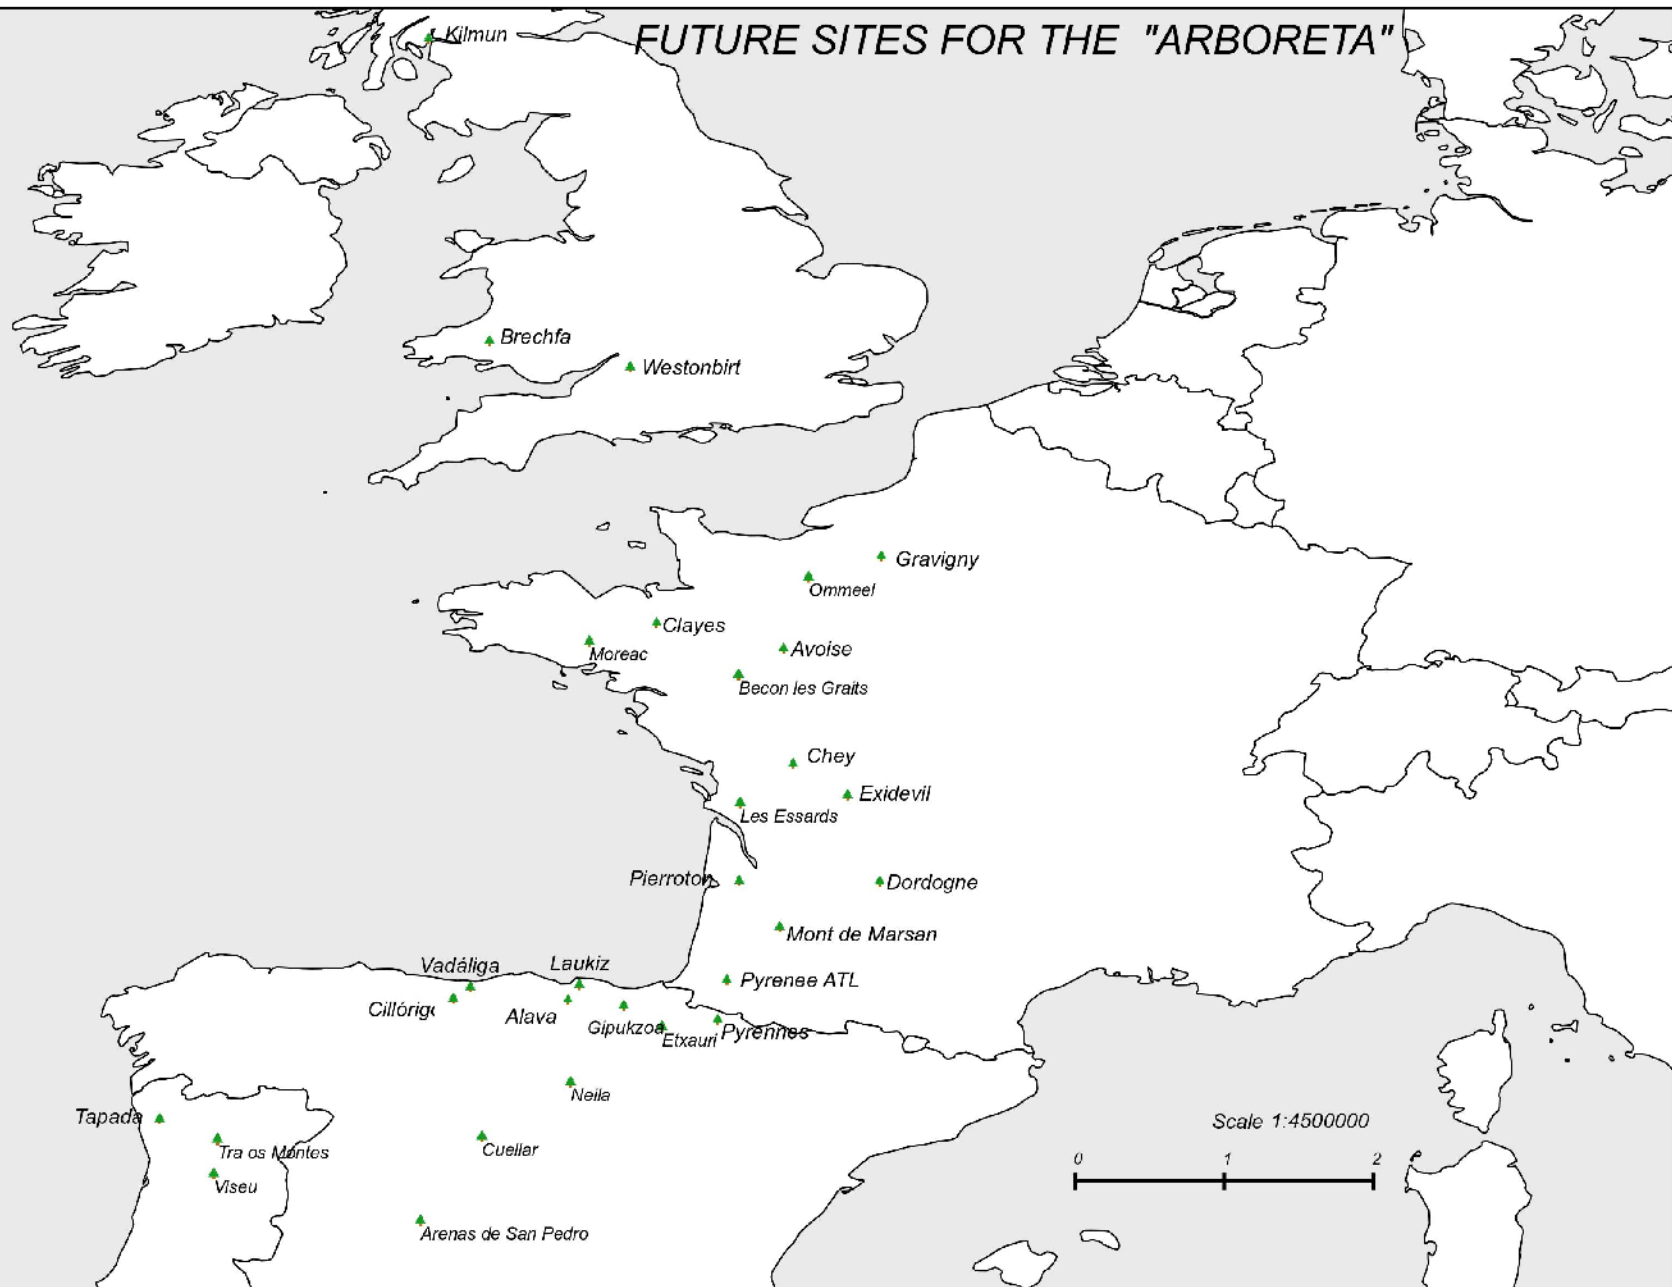 Kilmun
FUTURE SITES FOR THE "ARBORETA"
Brechfa
Westonbirt
Gravigny
Ommeel
Clayes
Moreac
Avoise
Becon les Graits
Chey
Exidevil
Les Essards
Pierroton
Dordogne
Mont de Marsan
Vadáliga
Laukiz
Pyrenee ATL
Cillórig
Alava
Gipukzoa
Etxauri
Pyrennes
Neila
Tapada
Scale 1:4500000
Tra os Montes
Cuellar
0 1 2
Viseu
Arenas de San Pedro